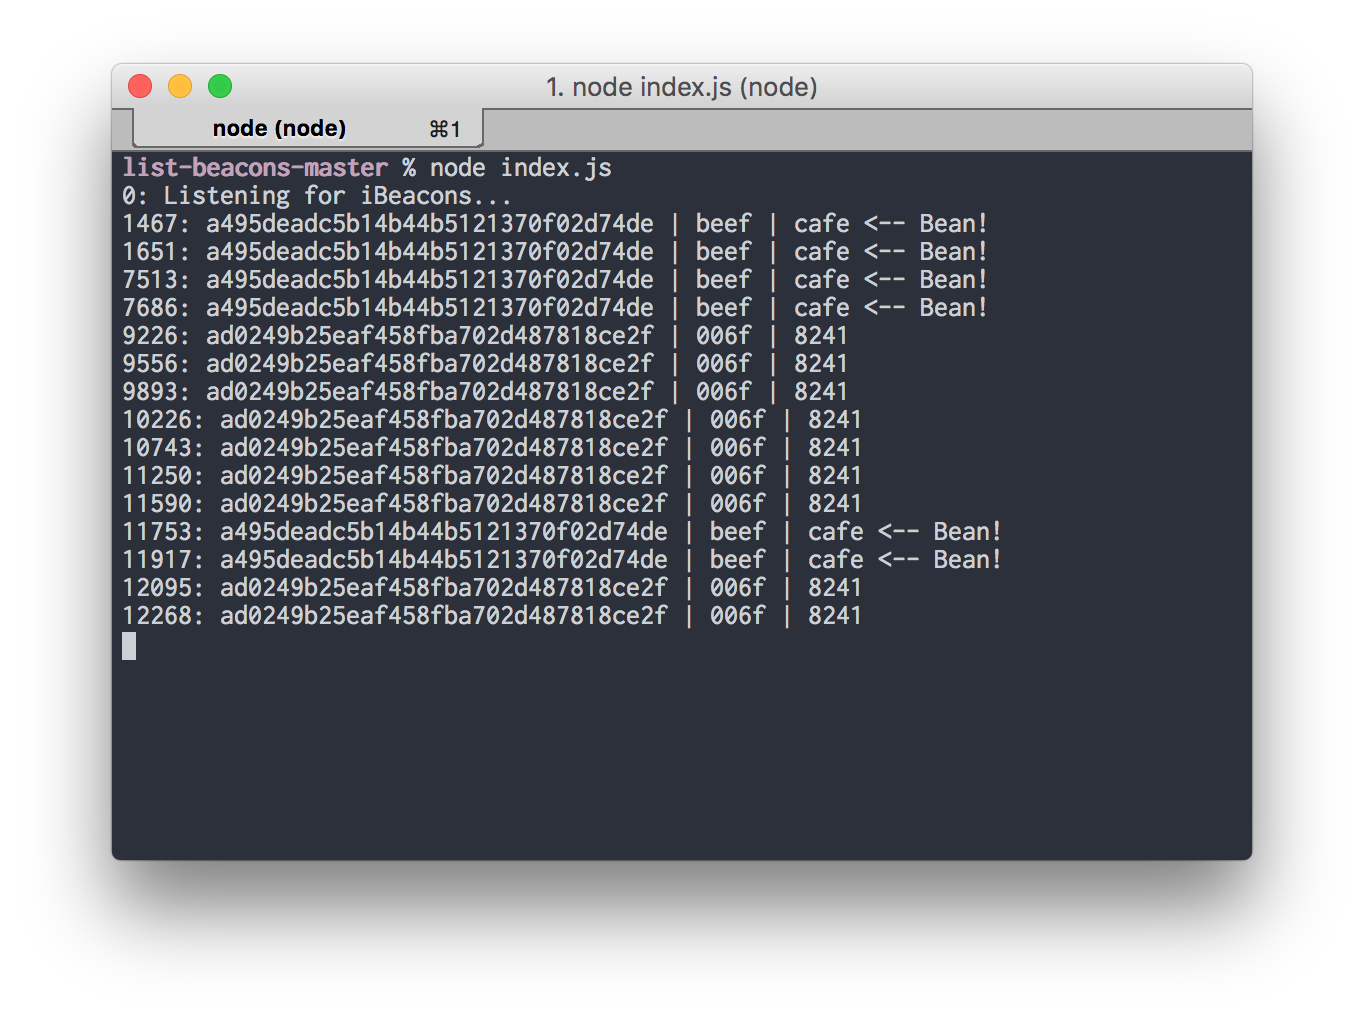 1. node index.js (node)
node (node) ⌘1
list-beacons-master % node index.js
0: Listening for iBeacons...
1467: a495deadc5b14b44b5121370f02d74de | beef | cafe <-- Bean!
1651: a495deadc5b14b44b5121370f02d74de | beef | cafe <-- Bean!
7513: a495deadc5b14b44b5121370f02d74de | beef | cafe <-- Bean!
7686: a495deadc5b14b44b5121370f02d74de | beef | cafe <-- Bean!
9226: ad0249b25eaf458fba702d487818ce2f | 006f | 8241
9556: ad0249b25eaf458fba702d487818ce2f | 006f | 8241
9893: ad0249b25eaf458fba702d487818ce2f | 006f | 8241
10226: ad0249b25eaf458fba702d487818ce2f | 006f | 8241
10743: ad0249b25eaf458fba702d487818ce2f | 006f | 8241
11250: ad0249b25eaf458fba702d487818ce2f | 006f | 8241
11590: ad0249b25eaf458fba702d487818ce2f | 006f | 8241
11753: a495deadc5b14b44b5121370f02d74de | beef | cafe <-- Bean!
11917: a495deadc5b14b44b5121370f02d74de | beef | cafe <-- Bean!
12095: ad0249b25eaf458fba702d487818ce2f | 006f | 8241
12268: ad0249b25eaf458fba702d487818ce2f | 006f | 8241